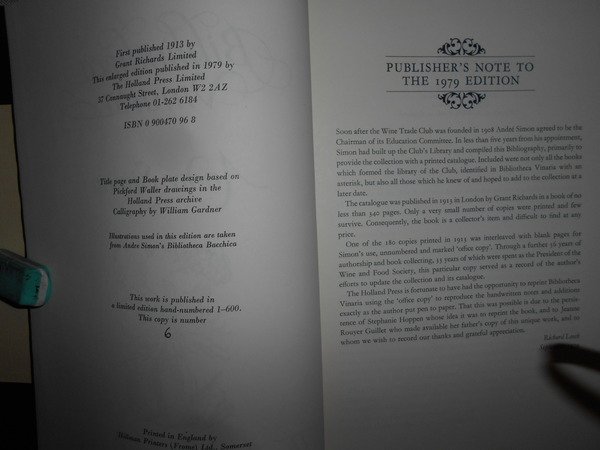 First published 1913 by
Grant Richards Limited
This enlarged edition published in 1979 by
The Holland Press Limited
37 Connaught Street, London W2 2AZ
Telephone 01-262 6184
ISBN 0 900470 96 8
Title page and Book plate design based on
Pickford Waller drawings in the
Holland Press archive
Calligraphy by William Gardner
Illustrations used in this edition are taken
from André Simon's Bibliotheca Bacchica
This work is published in
a limited edition hand-numbered 1–600.
This copy is number
6
Printed in England by
Hillman Printers (Frome) Ltd., Somerset
PUBLISHER'S NOTE TO
THE 1979 EDITION
Soon after the Wine Trade Club was founded in 1908 André Simon agreed to be the
Chairman of its Education Committee. In less than five years from his appointment,
Simon had built up the Club's Library and compiled this Bibliography, primarily to
provide the collection with a printed catalogue. Included were not only all the books
which formed the library of the Club, identified in Bibliotheca Vinaria with an
asterisk, but also all those which he knew of and hoped to add to the collection at a
later date.
The catalogue was published in 1913 in London by Grant Richards in a book of no
less than 340 pages. Only a very small number of copies were printed and few
survive. Consequently, the book is a collector's item and difficult to find at any
price.
One of the 180 copies printed in 1913 was interleaved with blank pages for
Simon's use, unnumbered and marked 'office copy'. Through a further 56 years of
authorship and book collecting, 33 years of which were spent as the President of the
Wine and Food Society, this particular copy served as a record of the author's
efforts to update the collection and its catalogue.
The Holland Press is fortunate to have had the opportunity to reprint Bibliotheca
Vinaria using the 'office copy' to reproduce the handwritten notes and additions
exactly as the author put pen to paper. That this was possible is due to the persis-
tence of Stephanie Hoppen whose idea it was to reprint the book, and to Jeanne
Rouyer Guillet who made available her father's copy of this unique work, and to
whom we wish to record our thanks and grateful appreciation.
Richard Leech